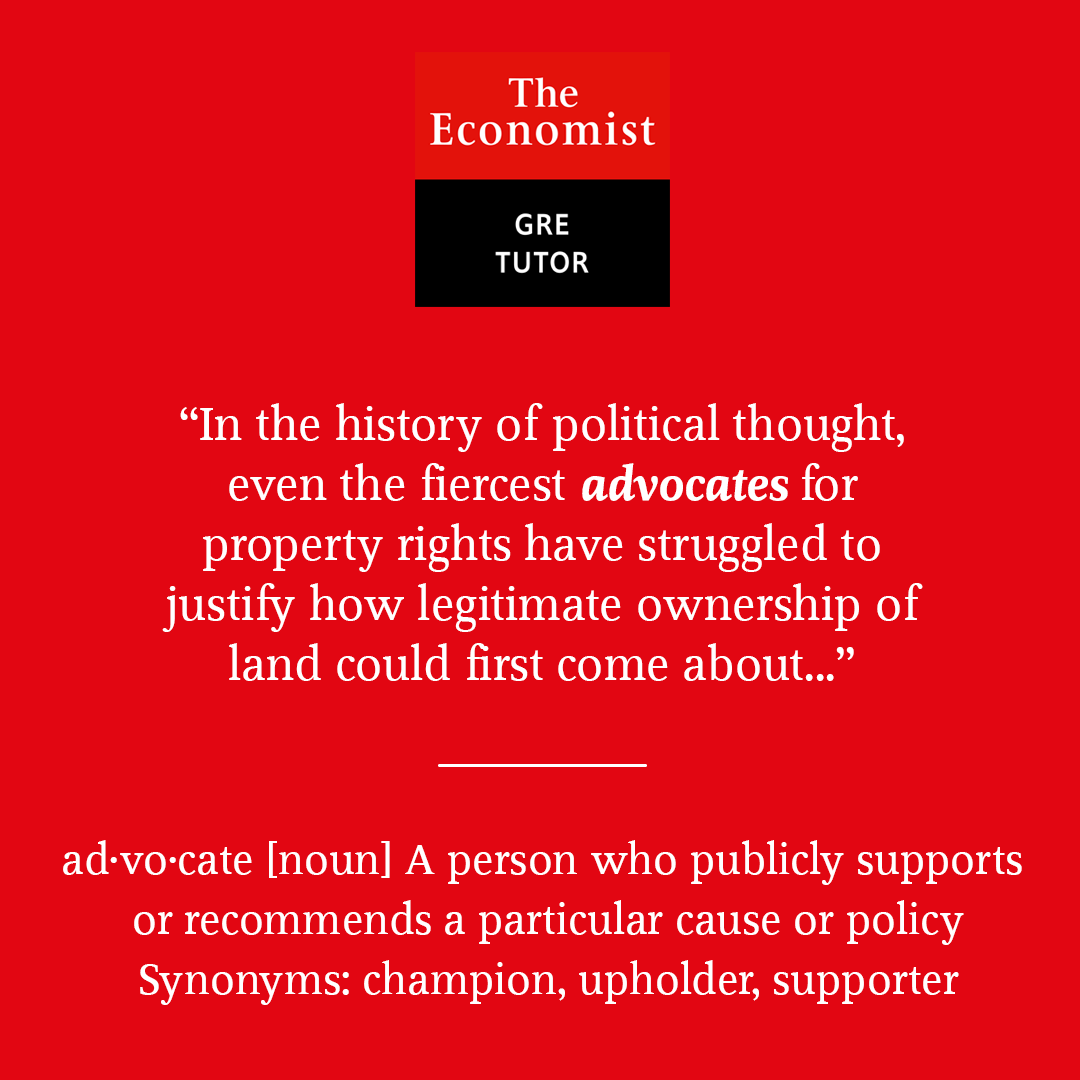 The
Economist
GRE
TUTOR
“In the history of political thought,
even the fiercest advocates for
property rights have struggled to
justify how legitimate ownership of
land could first come about...”
ad·vo·cate [noun] A person who publicly supports
or recommends a particular cause or policy
Synonyms: champion, upholder, supporter